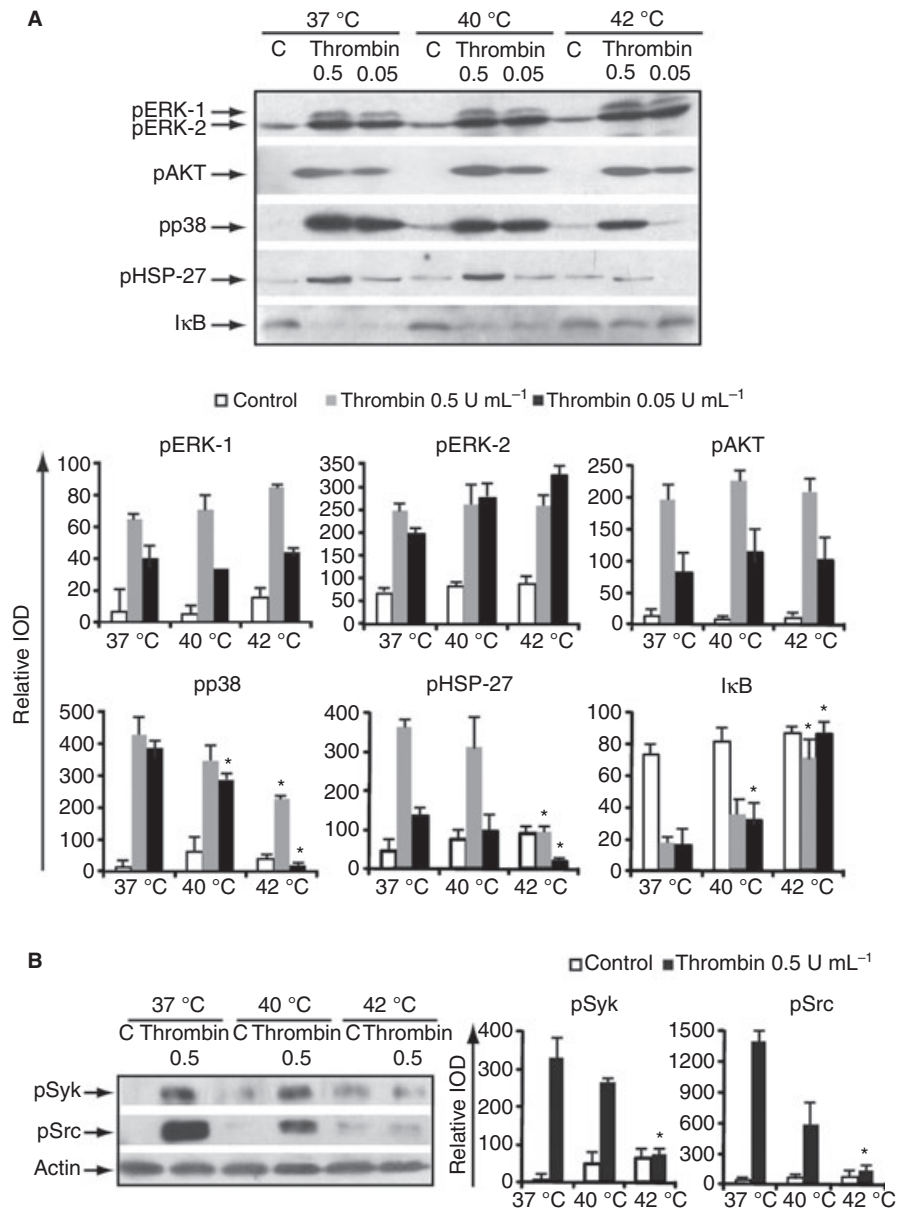 A
37 °C 40 °C 42 °C
C Thrombin C Thrombin C Thrombin
0.5 0.05 0.5 0.05 0.5 0.05
pERK-1
pERK-2
pAKT
pp38
pHSP-27
IκB
Control Thrombin 0.5 U mL⁻¹ Thrombin 0.05 U mL⁻¹
Relative IOD
pERK-1
100
80
60
40
20
0
37 °C 40 °C 42 °C
pERK-2
350
300
250
200
150
100
50
0
37 °C 40 °C 42 °C
pAKT
250
200
150
100
50
0
37 °C 40 °C 42 °C
pp38
500
400
300
200
100
0
* * *
37 °C 40 °C 42 °C
pHSP-27
400
300
200
100
0
* *
37 °C 40 °C 42 °C
IκB
100
80
60
40
20
0
* * *
37 °C 40 °C 42 °C
B
37 °C 40 °C 42 °C
C Thrombin C Thrombin C Thrombin
0.5 0.5 0.5
pSyk
pSrc
Actin
Control Thrombin 0.5 U mL⁻¹
Relative IOD
pSyk
400
300
200
100
0
*
37 °C 40 °C 42 °C
pSrc
1500
1200
900
600
300
0
*
37 °C 40 °C 42 °C